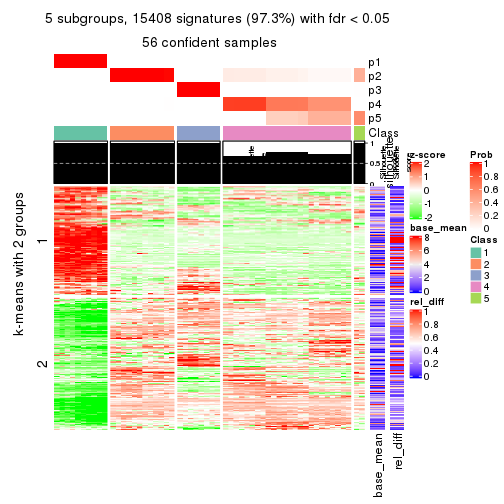 5 subgroups, 15408 signatures (97.3%) with fdr < 0.05
56 confident samples
p1
p2
p3
p4
p5
Class
1
0.5
0
silhouette
z-score
2
1
0
-1
-2
base_mean
8
6
4
2
0
rel_diff
1
0.8
0.6
0.4
0.2
0
Prob
1
0.8
0.6
0.4
0.2
0
Class
1
2
3
4
5
k-means with 2 groups
1
2
base_mean
rel_diff